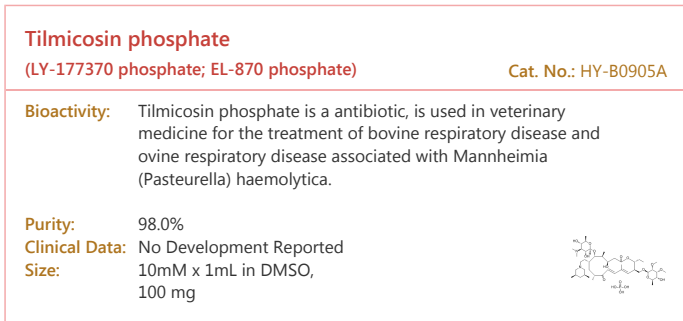 Tilmicosin phosphate
(LY-177370 phosphate; EL-870 phosphate) Cat. No.: HY-B0905A
Bioactivity: Tilmicosin phosphate is a antibiotic, is used in veterinary
medicine for the treatment of bovine respiratory disease and
ovine respiratory disease associated with Mannheimia
(Pasteurella) haemolytica.
Purity: 98.0%
Clinical Data: No Development Reported
Size: 10mM x 1mL in DMSO,
100 mg